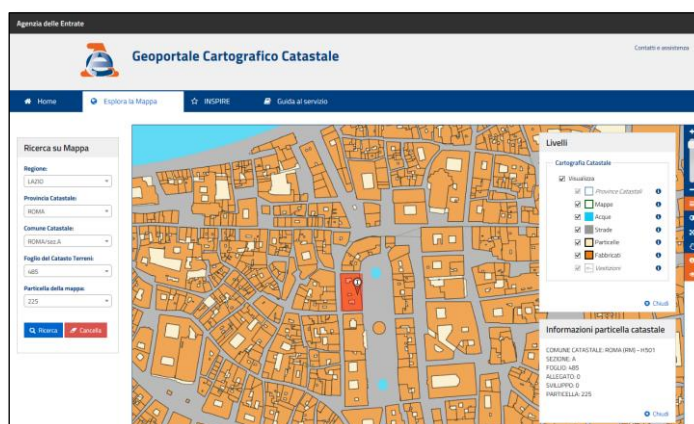 Agenzia delle Entrate
Geoportale Cartografico Catastale
Contatti e assistenza
Home
Esplora la Mappa
INSPIRE
Guida al servizio
Ricerca su Mappa
Regione:
LAZIO
Provincia Catastale:
ROMA
Comune Catastale:
ROMA/sez.A
Foglio del Catasto Terreni:
485
Particella della mappa:
225
Ricerca
Cancella
Livelli
Cartografia Catastale
Visualizza
Province Catastali
Mappe
Acque
Strade
Particelle
Fabbricati
Vestizioni
Chiudi
Informazioni particella catastale
COMUNE CATASTALE: ROMA (RM) - H501
SEZIONE: A
FOGLIO: 485
ALLEGATO: 0
SVILUPPO: 0
PARTICELLA: 225
Chiudi